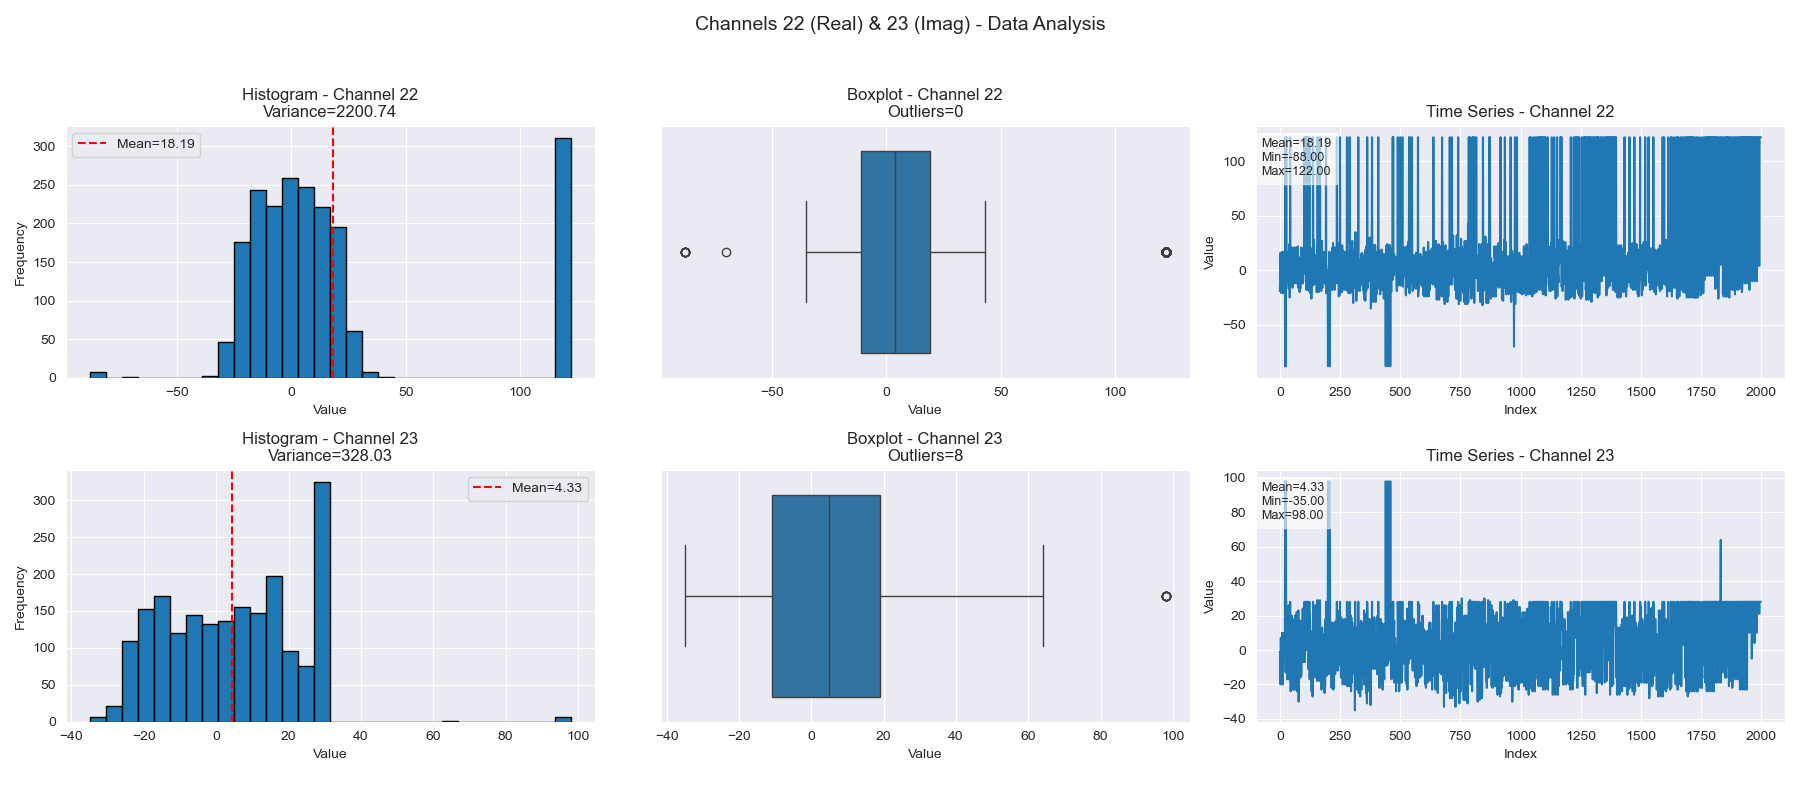 Channels 22 (Real) & 23 (Imag) - Data Analysis
Histogram - Channel 22
Variance=2200.74
Mean=18.19
Frequency
300
250
200
150
100
50
0
−50
0
50
100
Value
Boxplot - Channel 22
Outliers=0
−50
0
50
100
Value
Time Series - Channel 22
Mean=18.19
Min=-88.00
Max=122.00
Value
100
50
0
−50
0
250
500
750
1000
1250
1500
1750
2000
Index
Histogram - Channel 23
Variance=328.03
Mean=4.33
Frequency
300
250
200
150
100
50
0
−40
−20
0
20
40
60
80
100
Value
Boxplot - Channel 23
Outliers=8
−40
−20
0
20
40
60
80
100
Value
Time Series - Channel 23
Mean=4.33
Min=-35.00
Max=98.00
Value
100
80
60
40
20
0
−20
−40
0
250
500
750
1000
1250
1500
1750
2000
Index